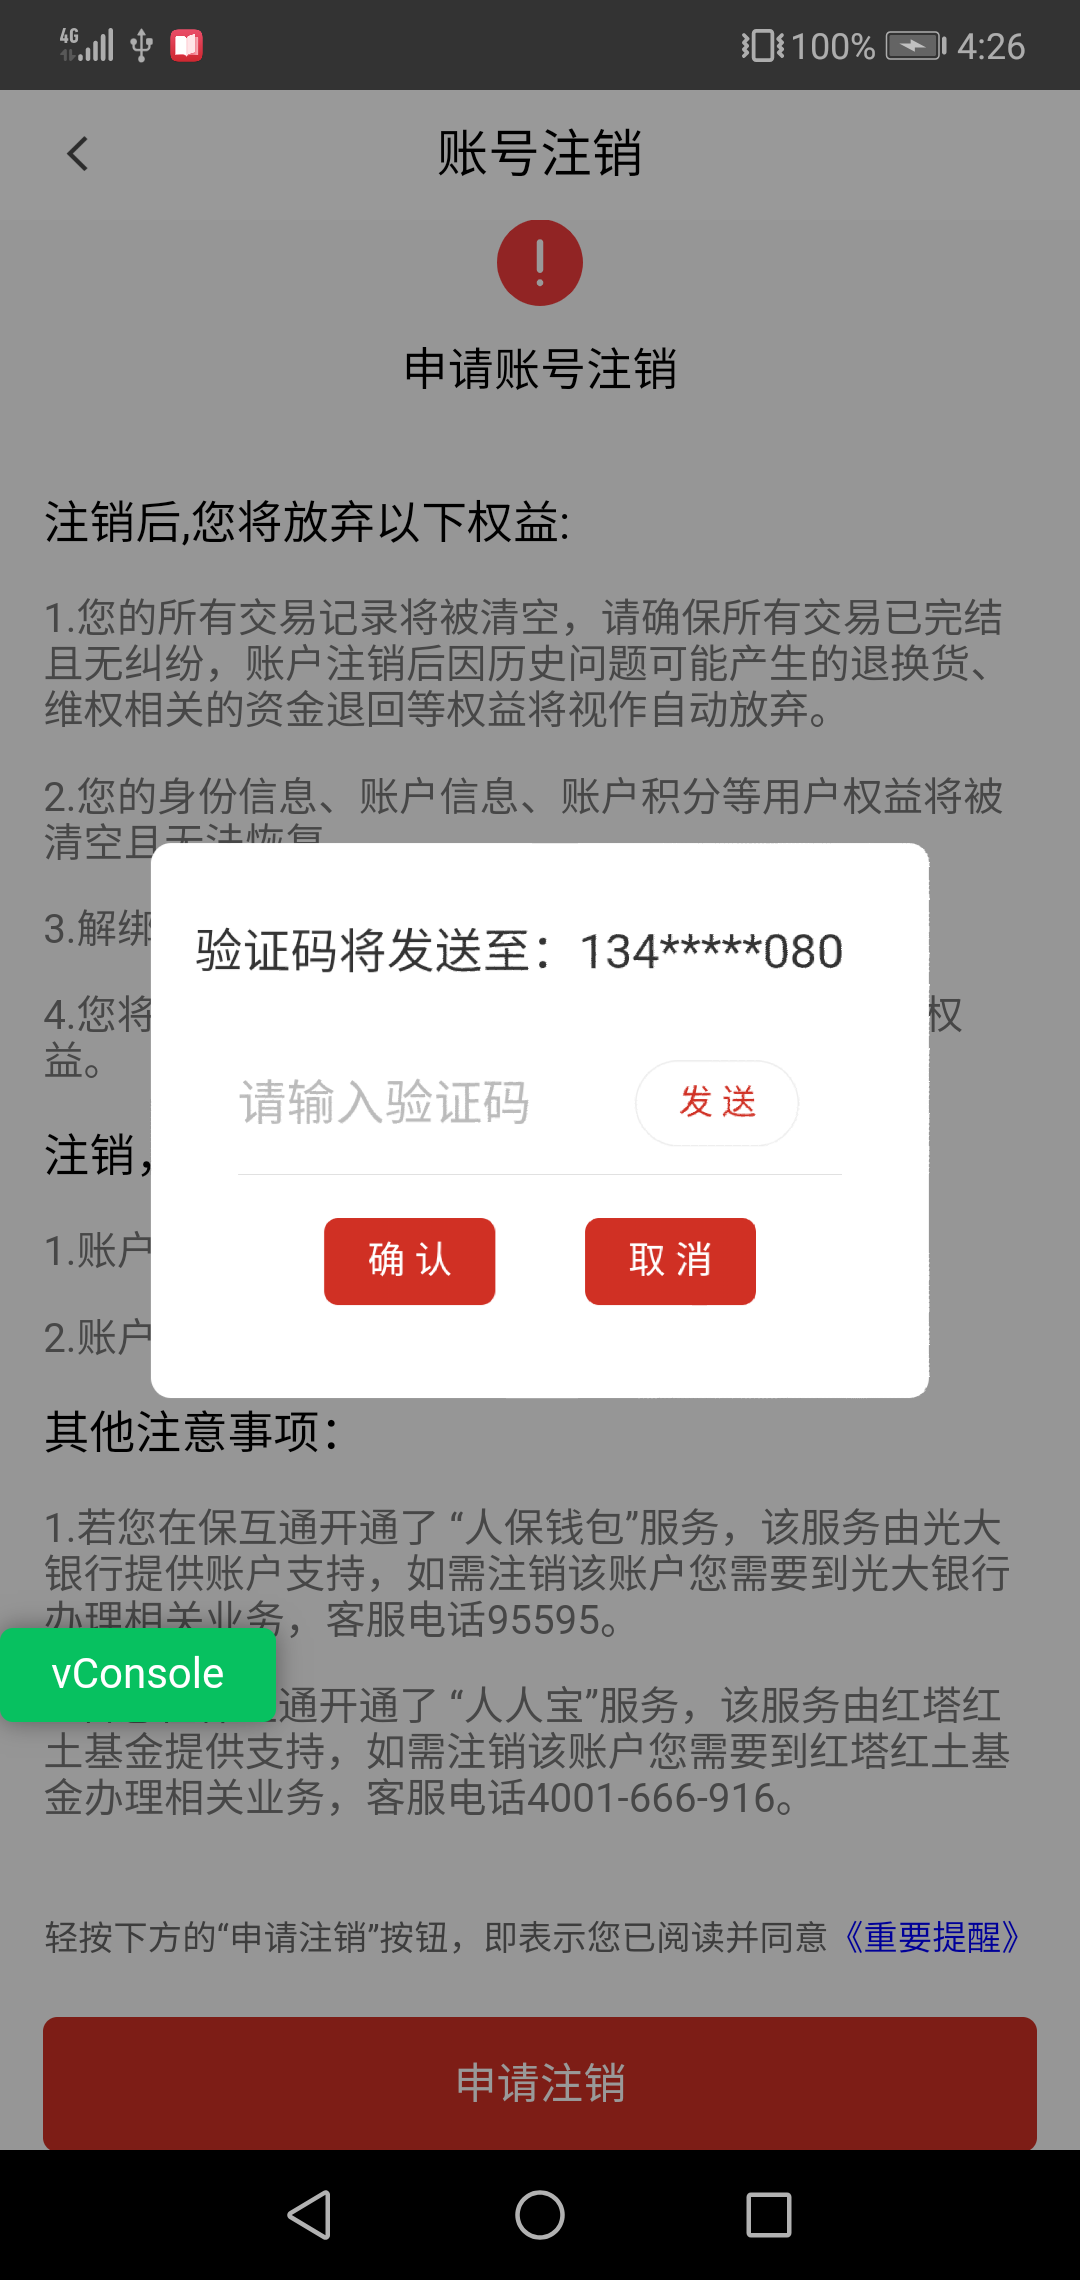 4G
100%
4:26
账号注销
申请账号注销
注销后,您将放弃以下权益:
1.您的所有交易记录将被清空，请确保所有交易已完结
且无纠纷，账户注销后因历史问题可能产生的退换货、
维权相关的资金退回等权益将视作自动放弃。
2.您的身份信息、账户信息、账户积分等用户权益将被
清空且无法恢复
3.解绑
4.您将
权
益。
验证码将发送至：134*****080
请输入验证码
发 送
确 认
取 消
注销，
1.账户
2.账户
其他注意事项：
1.若您在保互通开通了 “人保钱包”服务，该服务由光大
银行提供账户支持，如需注销该账户您需要到光大银行
办理相关业务，客服电话95595。
vConsole
通开通了 “人人宝”服务，该服务由红塔红
土基金提供支持，如需注销该账户您需要到红塔红土基
金办理相关业务，客服电话4001-666-916。
轻按下方的“申请注销”按钮，即表示您已阅读并同意《重要提醒》
申请注销